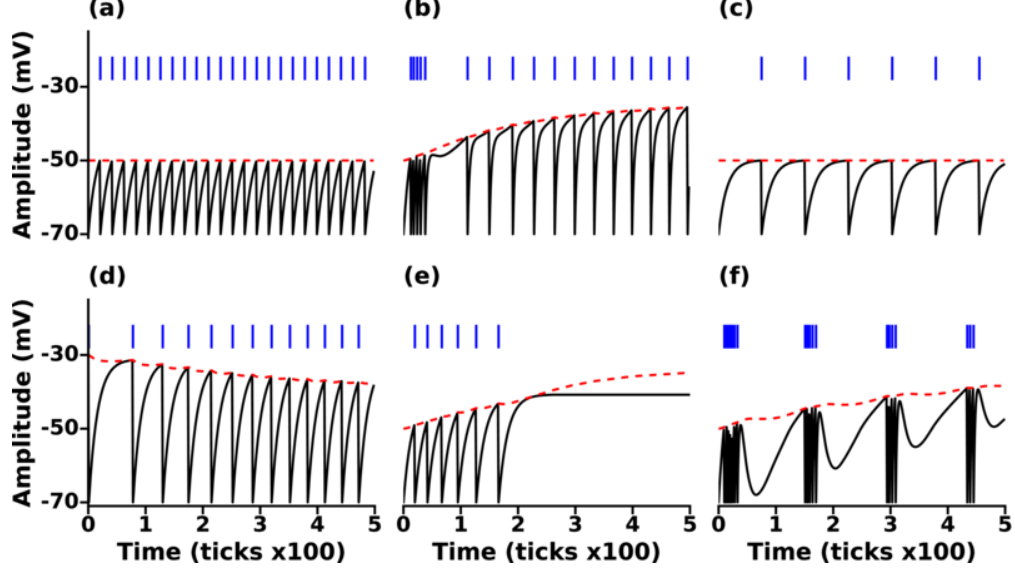 (a) (b) (c)
Amplitude (mV)
-30
-50
-70
(d) (e) (f)
Amplitude (mV)
-30
-50
-70
0 1 2 3 4 5 0 1 2 3 4 5 0 1 2 3 4 5
Time (ticks x100) Time (ticks x100) Time (ticks x100)